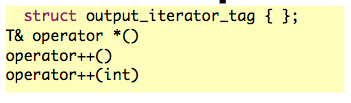 struct output_iterator_tag { };
T& operator *()
operator++()
operator++(int)